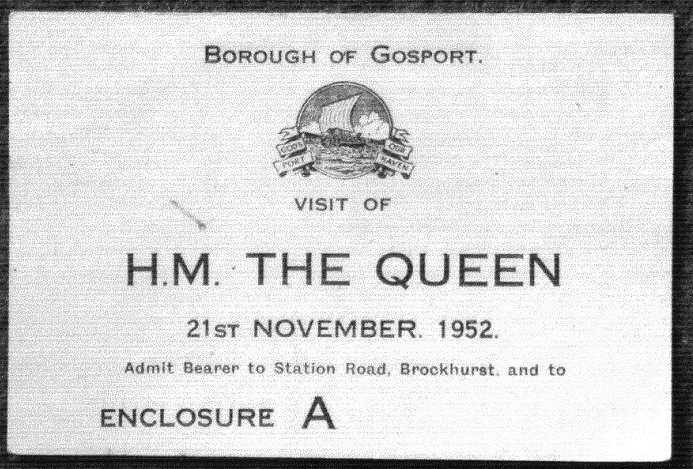 BOROUGH OF GOSPORT.
GOD'S PORT OUR HAVEN
VISIT OF
H.M. THE QUEEN
21ST NOVEMBER. 1952.
Admit Bearer to Station Road, Brockhurst. and to
ENCLOSURE A